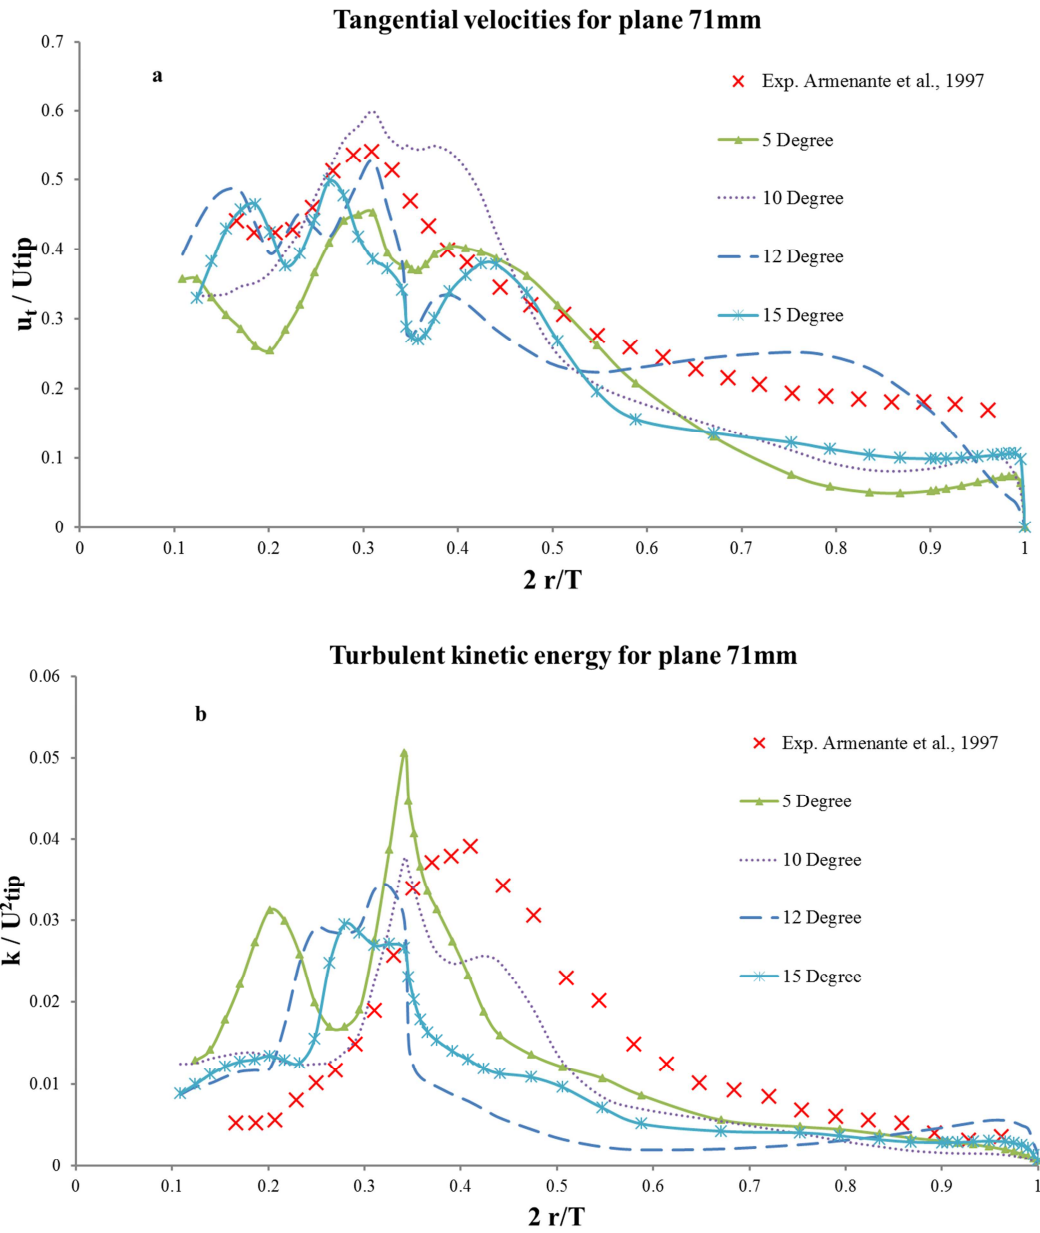 Tangential velocities for plane 71mm
0.7
a
Exp. Armenante et al., 1997
0.6
5 Degree
0.5
10 Degree
0.4
12 Degree
0.3
15 Degree
0.2
0.1
0
ut / Utip
0 0.1 0.2 0.3 0.4 0.5 0.6 0.7 0.8 0.9 1
2 r/T
Turbulent kinetic energy for plane 71mm
0.06
b
Exp. Armenante et al., 1997
0.05
5 Degree
0.04
10 Degree
0.03
12 Degree
0.02
15 Degree
0.01
0
k / U²tip
0 0.1 0.2 0.3 0.4 0.5 0.6 0.7 0.8 0.9 1
2 r/T